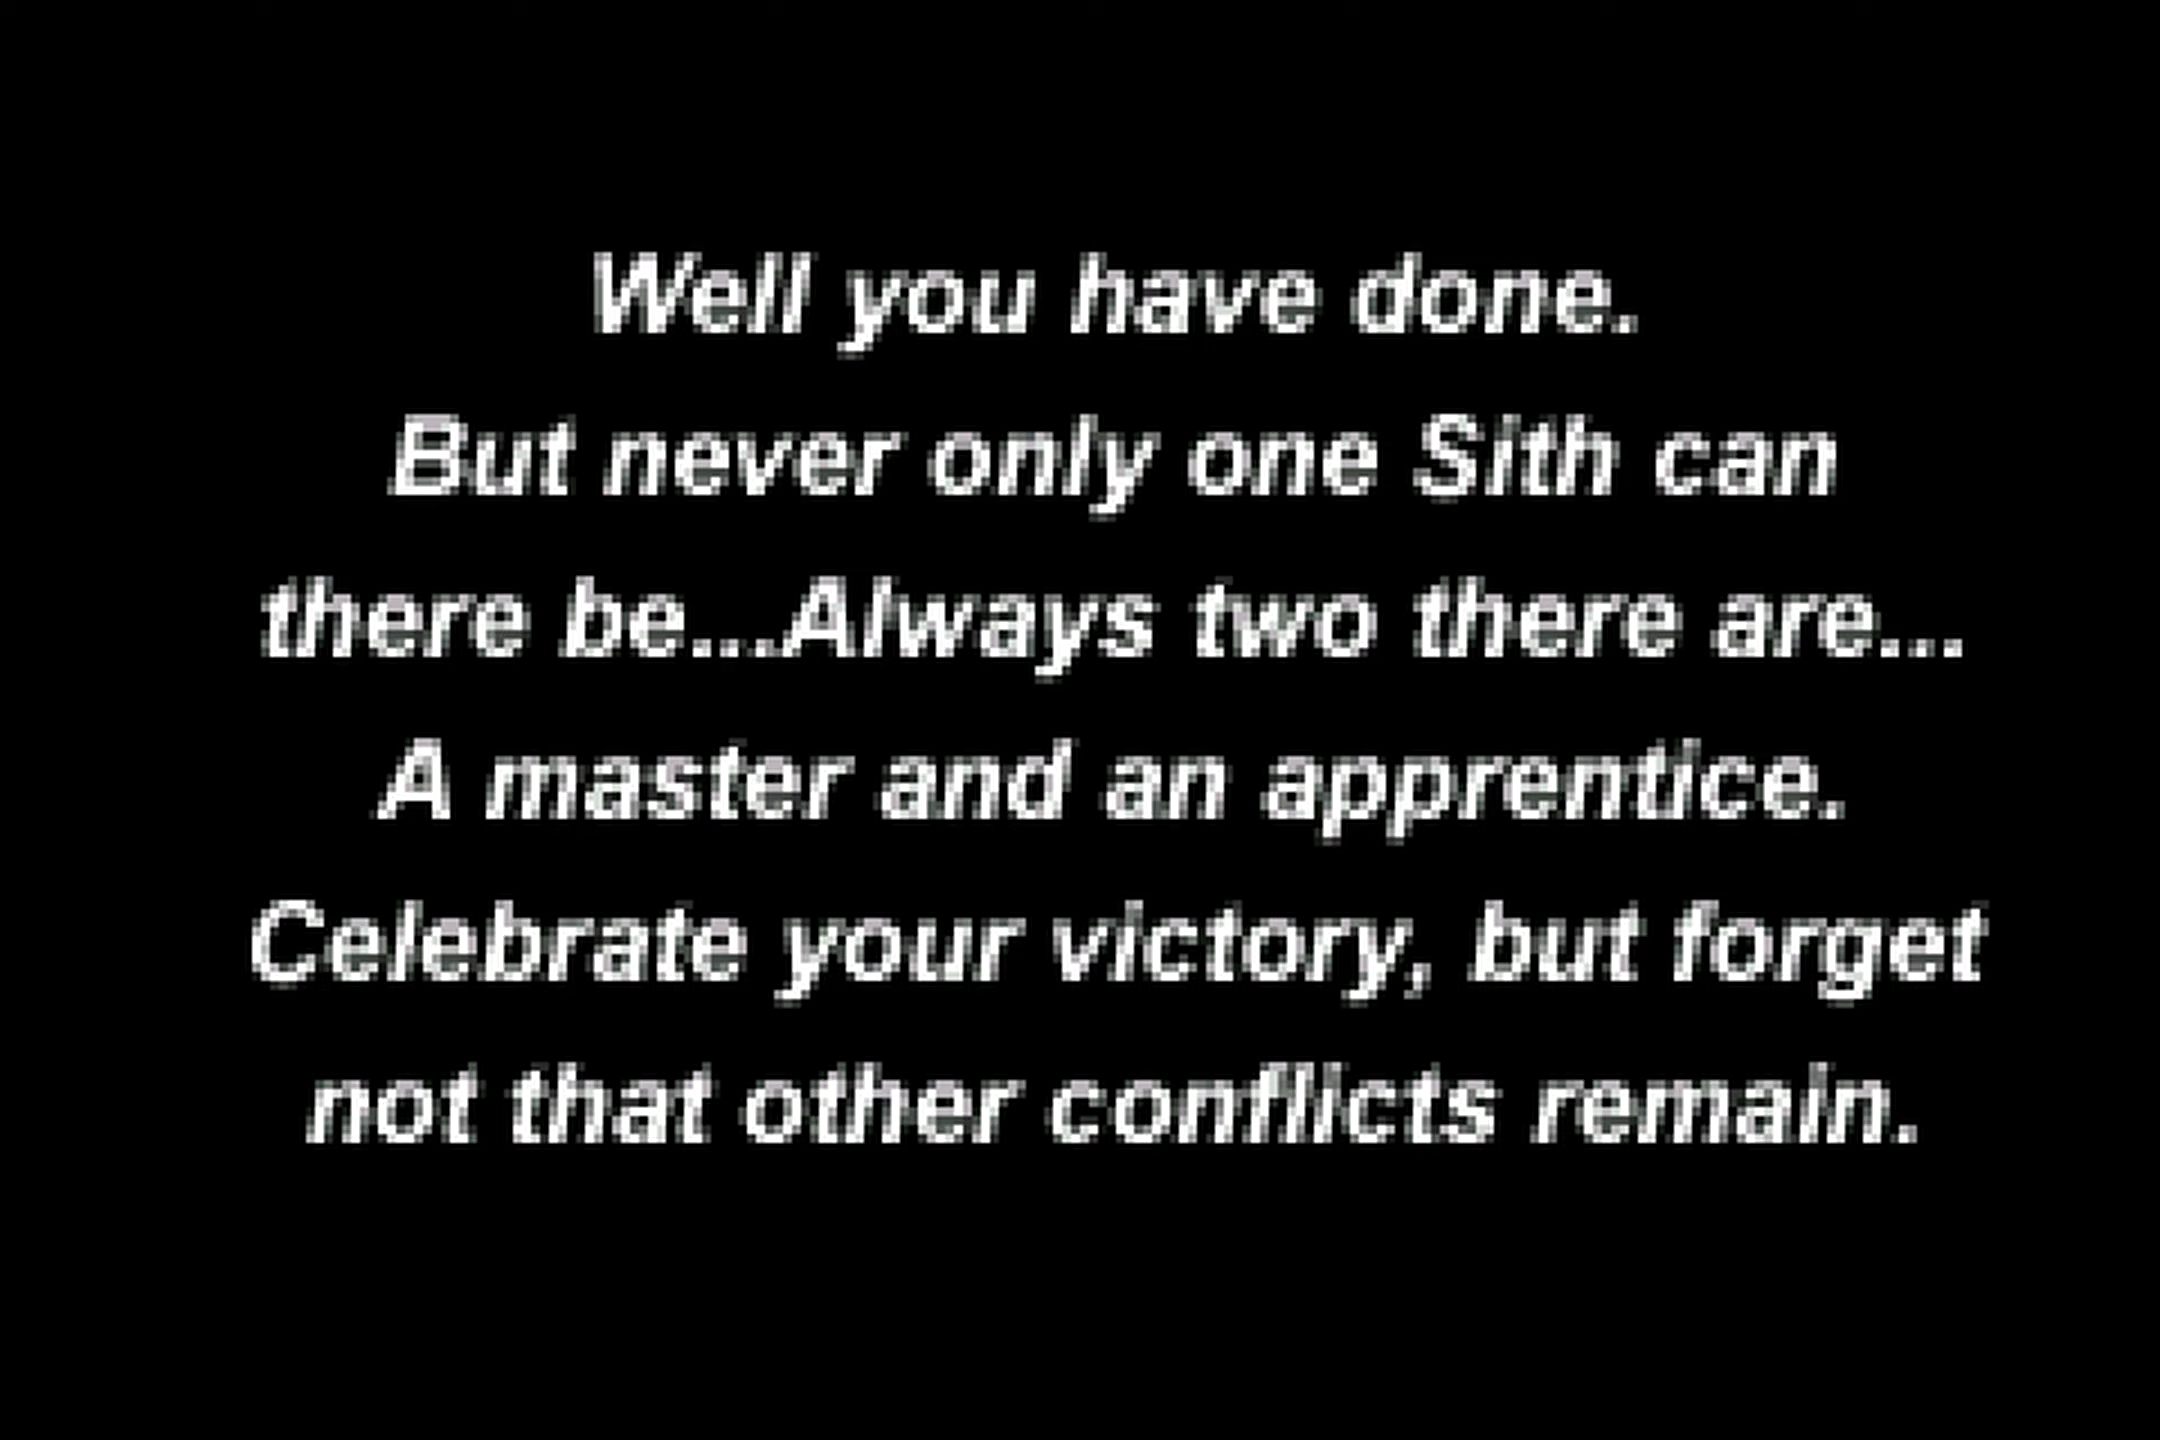 Well you have done.
But never only one Sith can
there be...Always two there are...
A master and an apprentice.
Celebrate your victory, but forget
not that other conflicts remain.